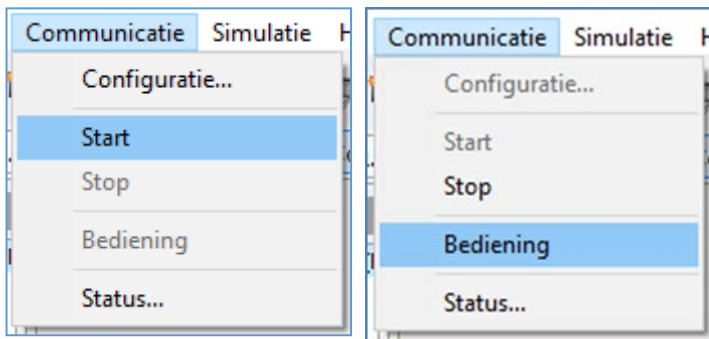 Communicatie Simulatie
Configuratie...
Start
Stop
Bediening
Status...
Communicatie Simulatie
Configuratie...
Start
Stop
Bediening
Status...